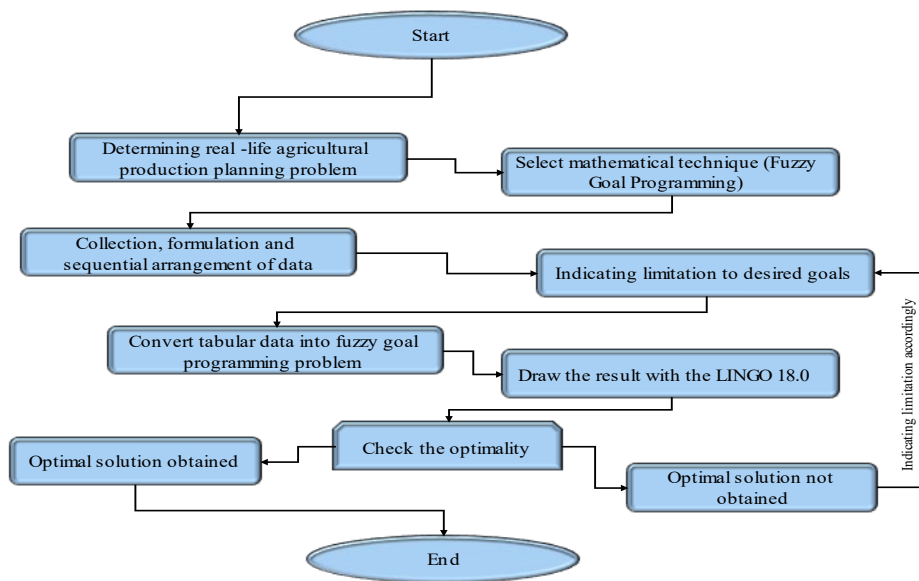 Start
Determining real -life agricultural
production planning problem
Select mathematical technique (Fuzzy
Goal Programming)
Collection, formulation and
sequential arrangement of data
Indicating limitation to desired goals
Indicating limitation accordingly
Convert tabular data into fuzzy goal
programming problem
Draw the result with the LINGO 18.0
Check the optimality
Optimal solution obtained
Optimal solution not
obtained
End